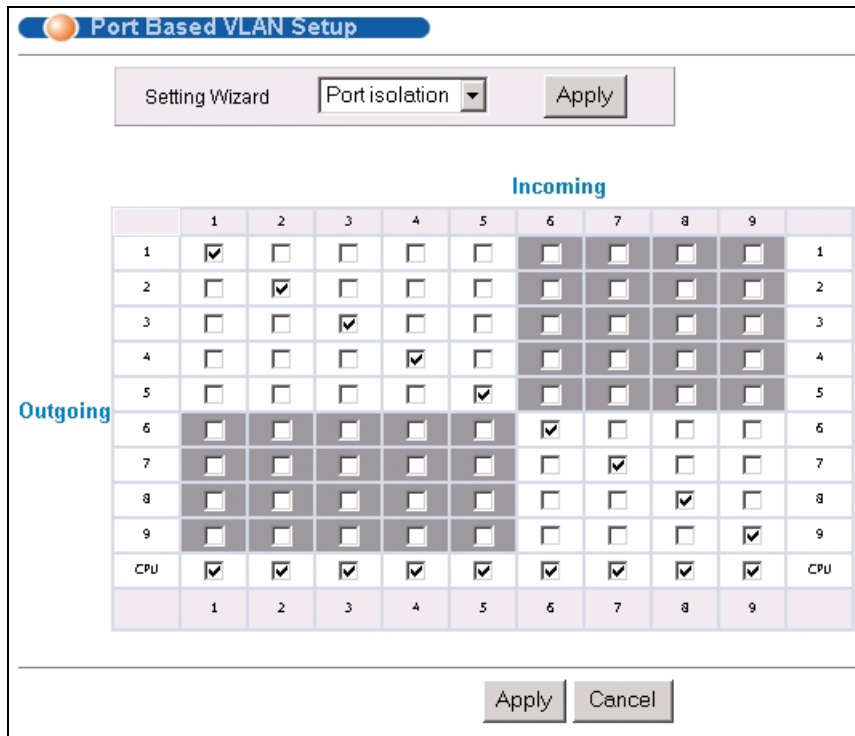 Port Based VLAN Setup
Setting Wizard Port isolation Apply
Incoming
1 2 3 4 5 6 7 8 9
1 1
2 2
3 3
4 4
5 5
Outgoing
6 6
7 7
8 8
9 9
CPU CPU
1 2 3 4 5 6 7 8 9
Apply Cancel